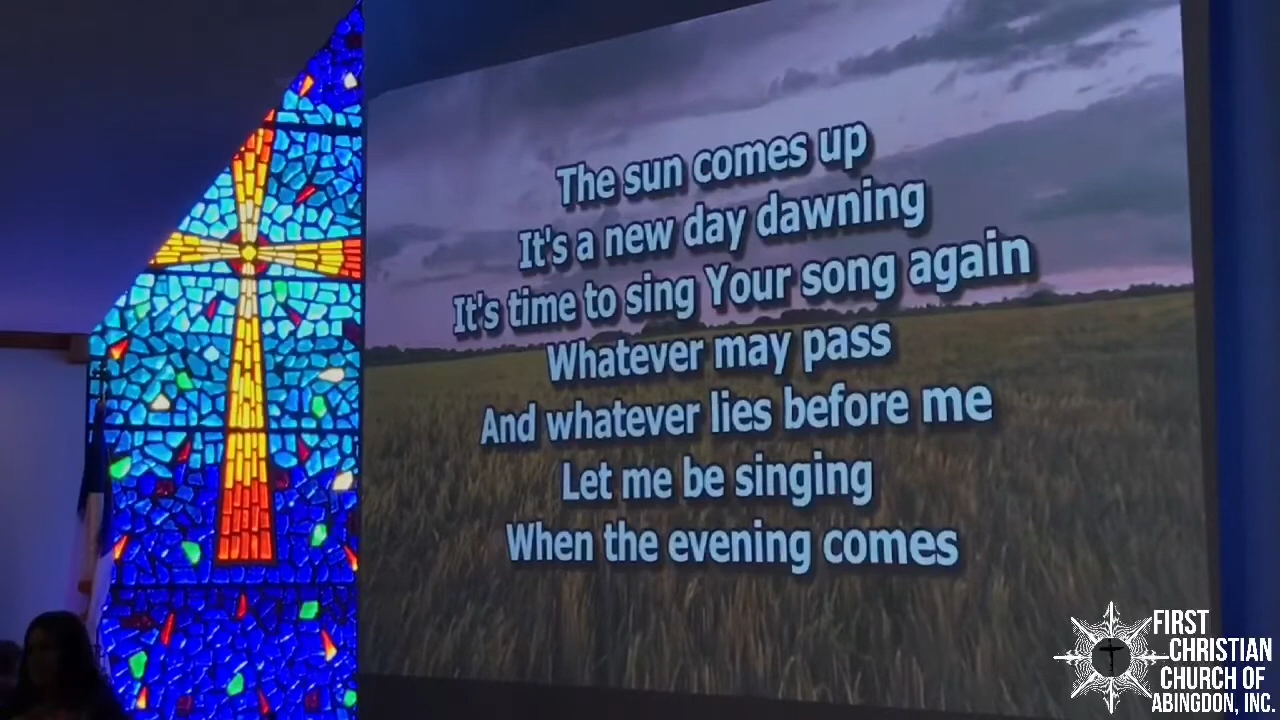 The sun comes up
It's a new day dawning
It's time to sing Your song again
Whatever may pass
And whatever lies before me
Let me be singing
When the evening comes
FIRST
CHRISTIAN
CHURCH OF
ABINGDON, INC.